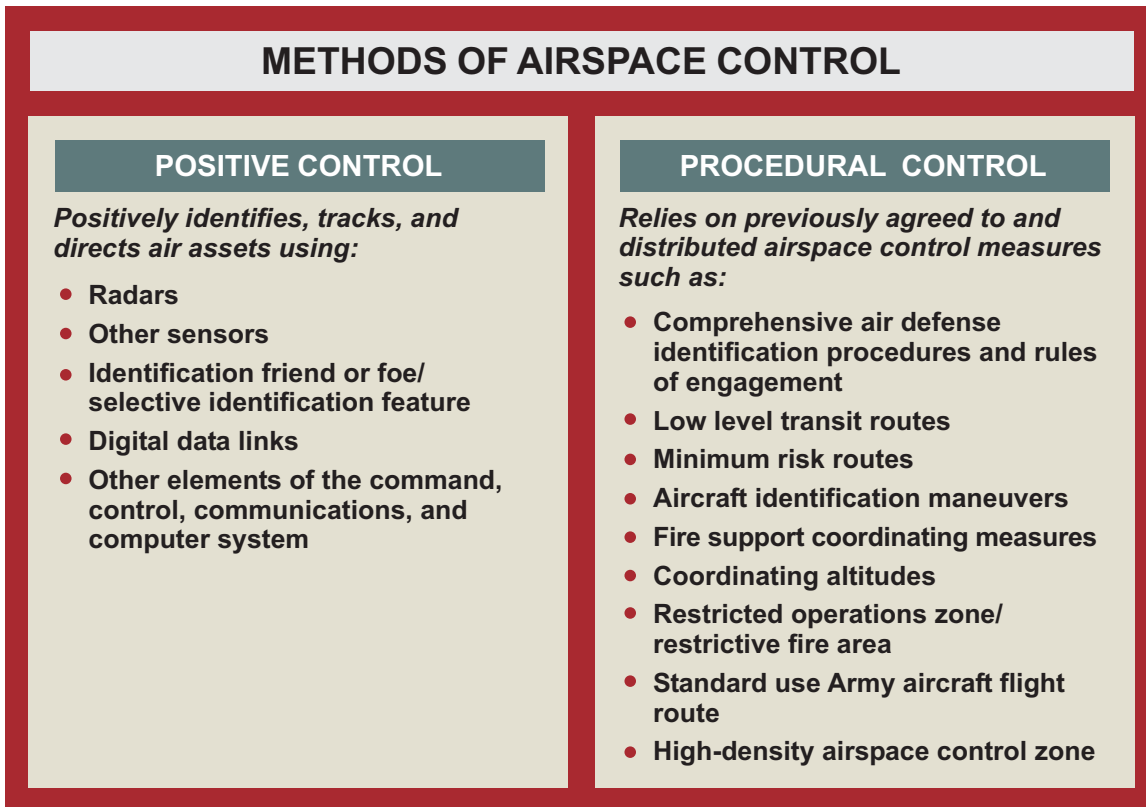 METHODS OF AIRSPACE CONTROL
POSITIVE CONTROL
Positively identifies, tracks, and
directs air assets using:
• Radars
• Other sensors
• Identification friend or foe/
selective identification feature
• Digital data links
• Other elements of the command,
control, communications, and
computer system
PROCEDURAL CONTROL
Relies on previously agreed to and
distributed airspace control measures
such as:
• Comprehensive air defense
identification procedures and rules
of engagement
• Low level transit routes
• Minimum risk routes
• Aircraft identification maneuvers
• Fire support coordinating measures
• Coordinating altitudes
• Restricted operations zone/
restrictive fire area
• Standard use Army aircraft flight
route
• High-density airspace control zone